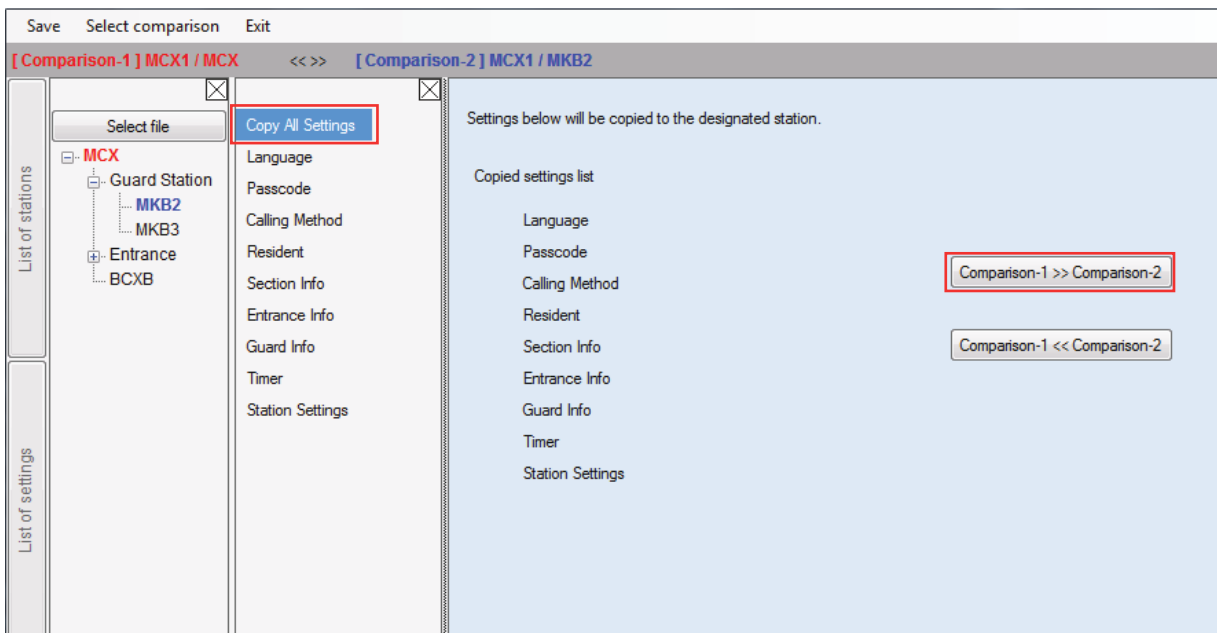 Save Select comparison Exit
[ Comparison-1 ] MCX1 / MCX << >> [ Comparison-2 ] MCX1 / MKB2
List of stations
List of settings
Select file
MCX
Guard Station
MKB2
MKB3
Entrance
BCXB
Copy All Settings
Language
Passcode
Calling Method
Resident
Section Info
Entrance Info
Guard Info
Timer
Station Settings
Settings below will be copied to the designated station.
Copied settings list
Language
Passcode
Calling Method
Resident
Section Info
Entrance Info
Guard Info
Timer
Station Settings
Comparison-1 >> Comparison-2
Comparison-1 << Comparison-2